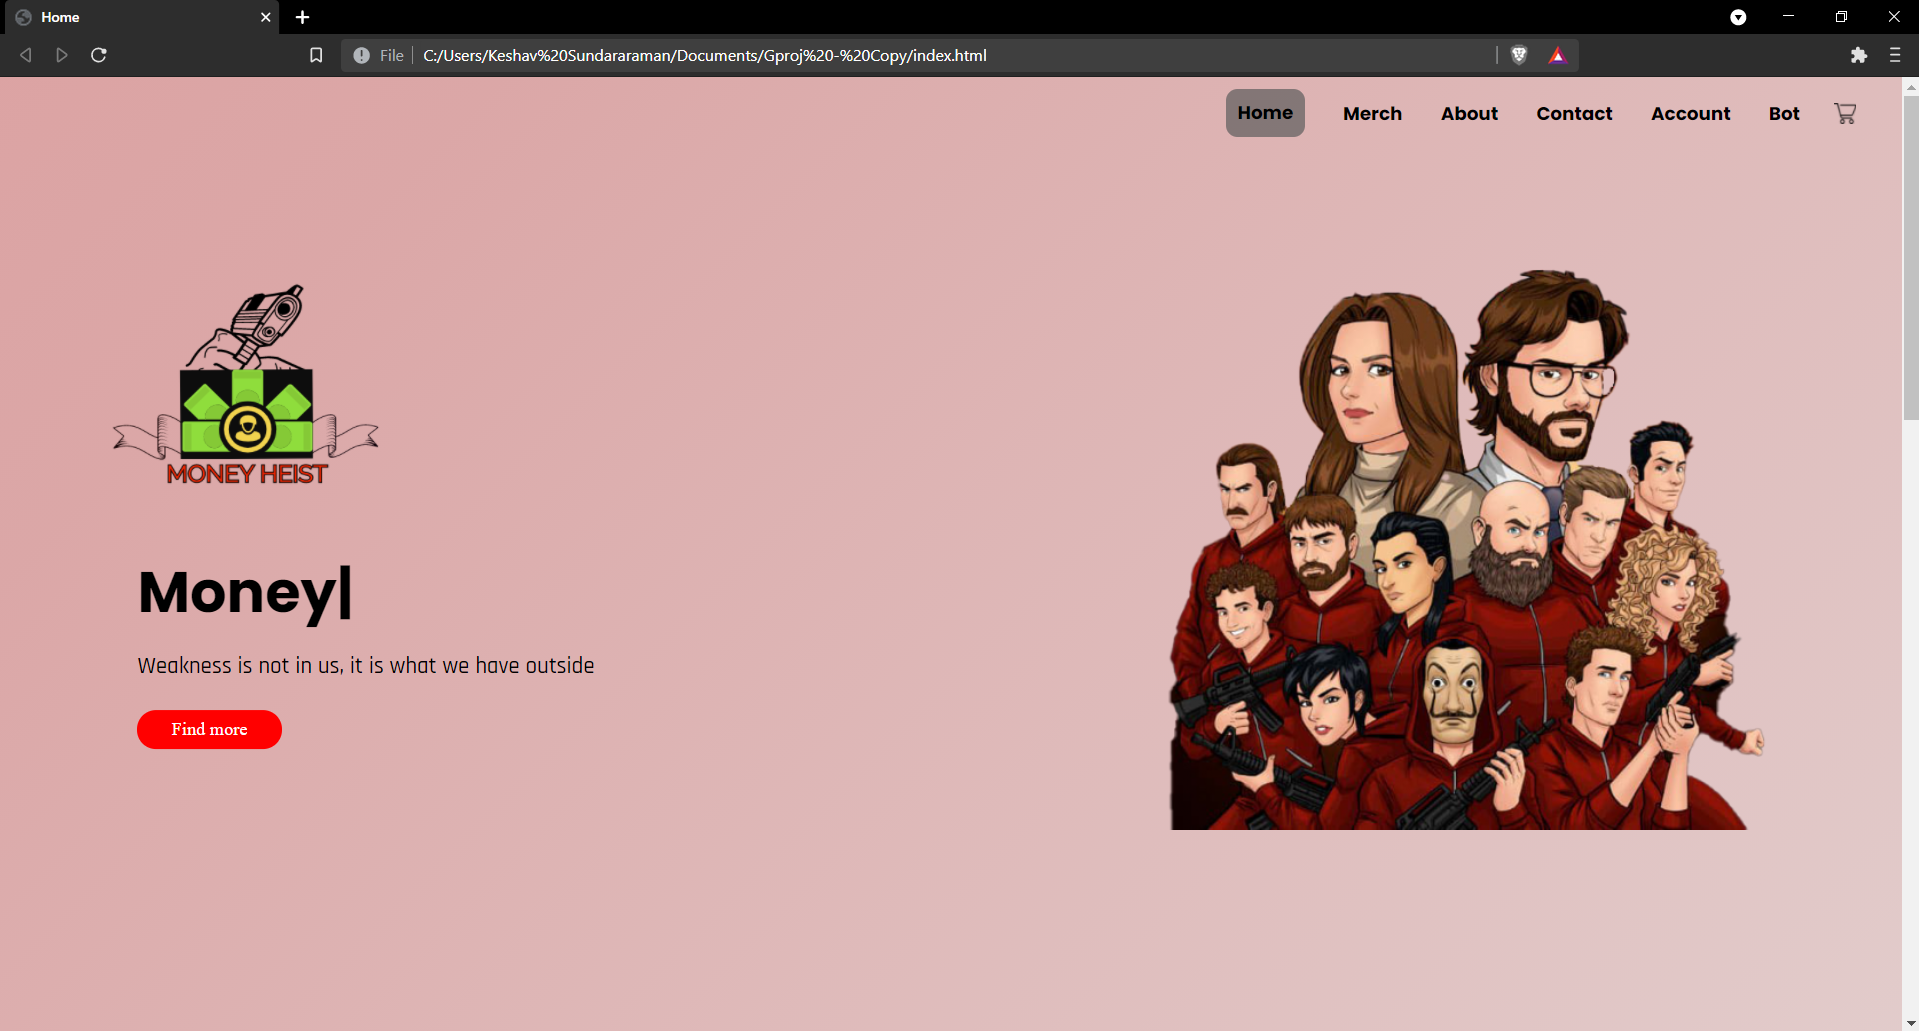 Home
File
C:/Users/Keshav%20Sundararaman/Documents/Gproj%20-%20Copy/index.html
Home Merch About Contact Account Bot
MONEY HEIST
Money|
Weakness is not in us, it is what we have outside
Find more